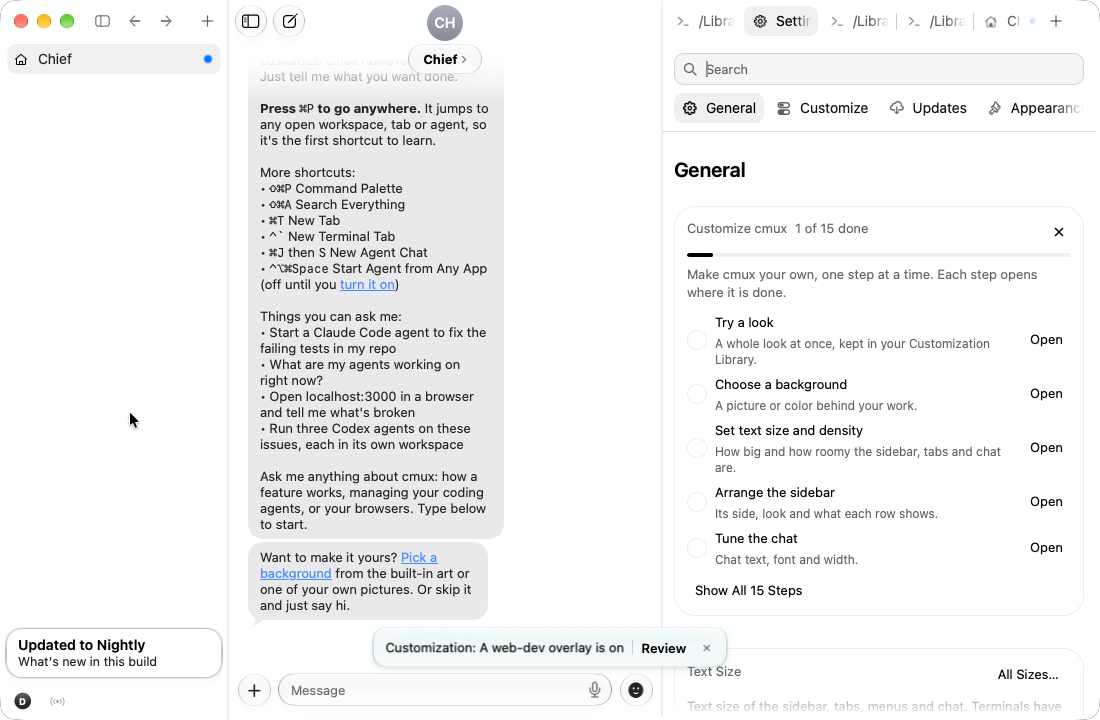 Chief
Updated to Nightly
What's new in this build
D
CH
Chief
Just tell me what you want done.
Press ⌘P to go anywhere. It jumps to
any open workspace, tab or agent, so
it's the first shortcut to learn.
More shortcuts:
• ⇧⌘P Command Palette
• ⇧⌘A Search Everything
• ⌘T New Tab
• ^` New Terminal Tab
• ⌘J then S New Agent Chat
• ^⌥⌘Space Start Agent from Any App
(off until you turn it on)
Things you can ask me:
• Start a Claude Code agent to fix the
failing tests in my repo
• What are my agents working on
right now?
• Open localhost:3000 in a browser
and tell me what's broken
• Run three Codex agents on these
issues, each in its own workspace
Ask me anything about cmux: how a
feature works, managing your coding
agents, or your browsers. Type below
to start.
Want to make it yours? Pick a
background from the built-in art or
one of your own pictures. Or skip it
and just say hi.
Customization: A web-dev overlay is on Review
Message
/Libra Settin /Libra /Libra Ch
Search
General Customize Updates Appearanc
General
Customize cmux 1 of 15 done
Make cmux your own, one step at a time. Each step opens
where it is done.
Try a look
A whole look at once, kept in your Customization
Library.
Open
Choose a background
A picture or color behind your work.
Open
Set text size and density
How big and how roomy the sidebar, tabs and chat
are.
Open
Arrange the sidebar
Its side, look and what each row shows.
Open
Tune the chat
Chat text, font and width.
Open
Show All 15 Steps
Text Size
All Sizes...
Text size of the sidebar, tabs, menus and chat. Terminals have